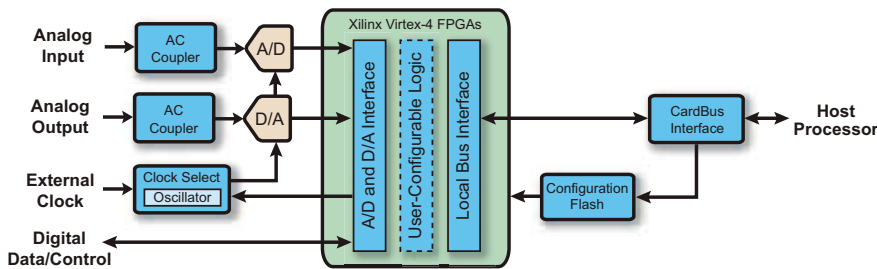 Xilinx Virtex-4 FPGAs
Analog
Input
AC
Coupler
A/D
Analog
Output
AC
Coupler
D/A
External
Clock
Clock Select
Oscillator
Digital
Data/Control
A/D and D/A Interface
User-Configurable Logic
Local Bus Interface
CardBus
Interface
Host
Processor
Configuration
Flash